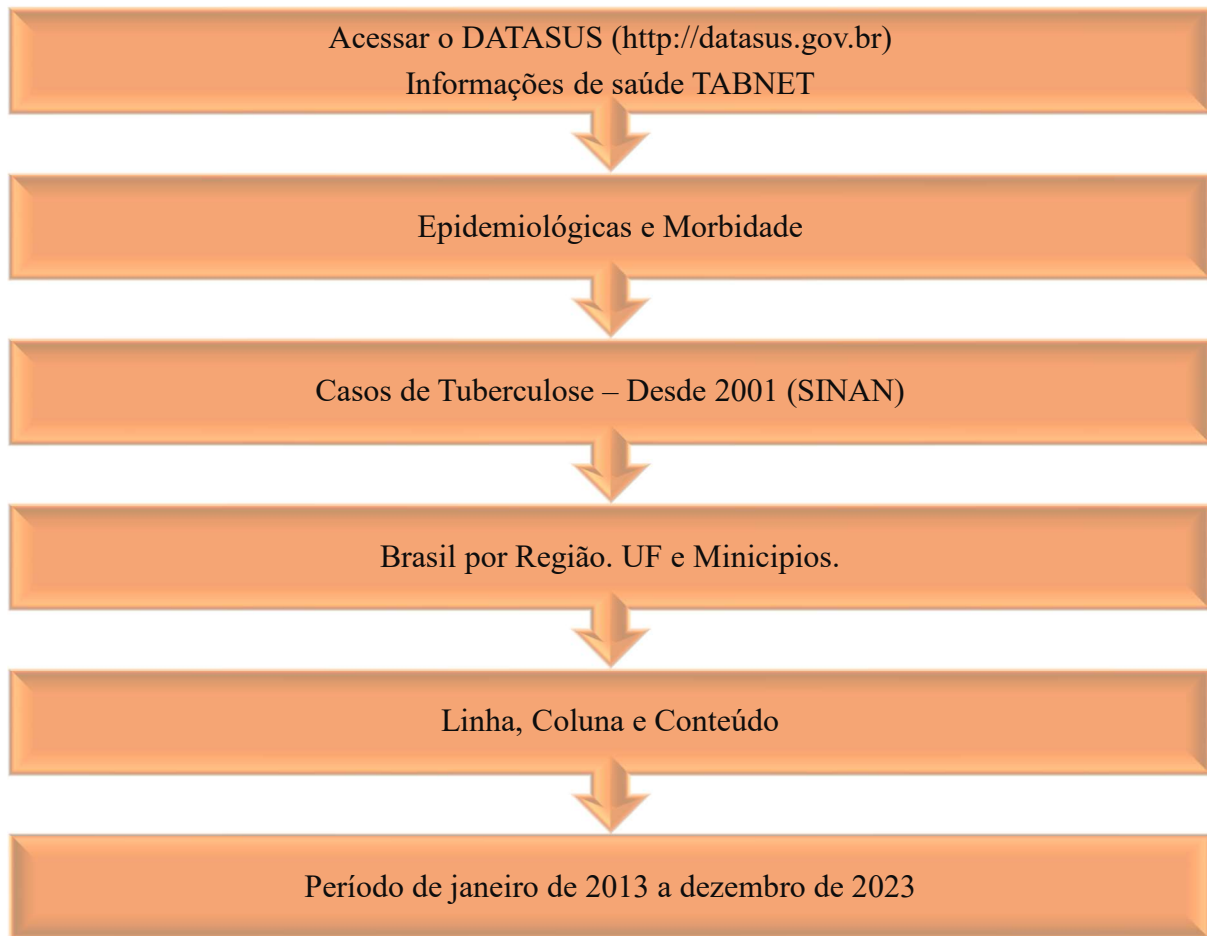 Acessar o DATASUS (http://datasus.gov.br)
Informações de saúde TABNET
Epidemiológicas e Morbidade
Casos de Tuberculose – Desde 2001 (SINAN)
Brasil por Região. UF e Minicipios.
Linha, Coluna e Conteúdo
Período de janeiro de 2013 a dezembro de 2023